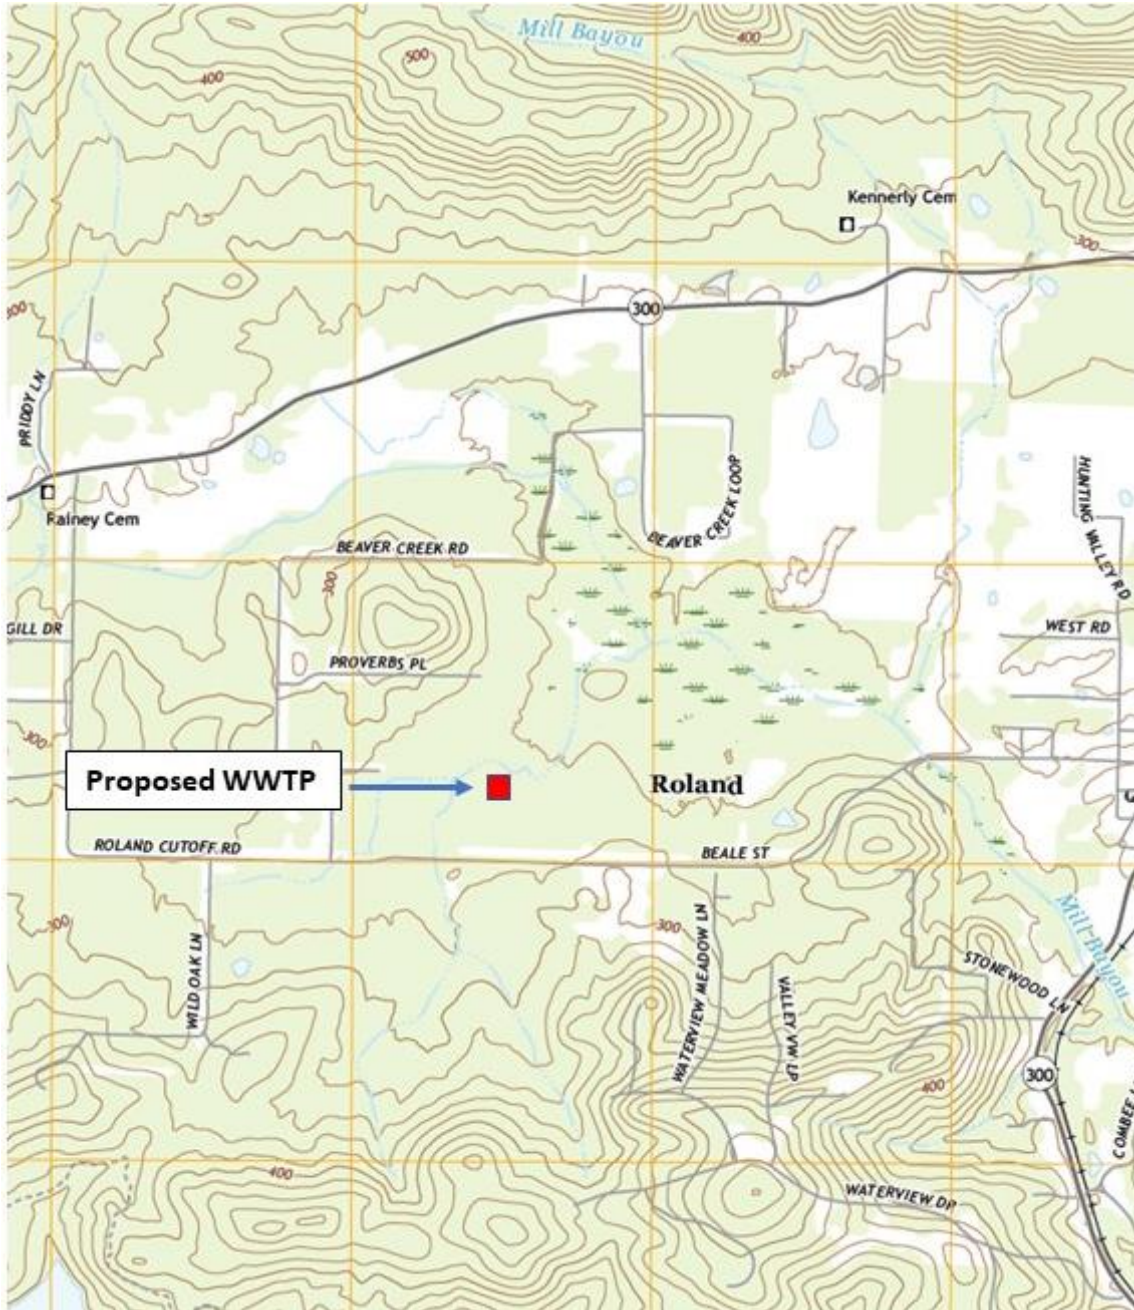 Mill Bayou
400
500
400
Kennerly Cem
300
300
300
PRIDDY LN
Rainey Cem
BEAVER CREEK LOOP
HUNTING VALLEY RD
BEAVER CREEK RD
300
GILL DR
WEST RD
PROVERBS PL
300
Proposed WWTP
Roland
ROLAND CUTOFF RD
BEALE ST
300
300
WILD OAK LN
WATERVIEW MEADOW LN
VALLEY VW LP
STONEWOOD LN
Mill Bayou
300
400
COMBEE
400
WATERVIEW DR